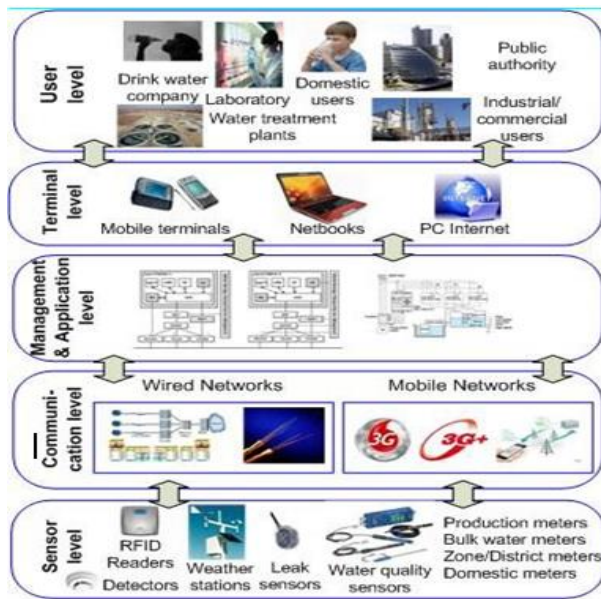 User
level
Drink water
company
Laboratory
Domestic
users
Water treatment
plants
Public
authority
Industrial/
commercial
users
Terminal
level
Mobile terminals
Netbooks
PC Internet
Management
& Application
level
Communi-
cation level
Wired Networks
Mobile Networks
3G
3G+
Sensor
level
RFID
Readers
Detectors
Weather
stations
Leak
sensors
Water quality
sensors
Production meters
Bulk water meters
Zone/District meters
Domestic meters